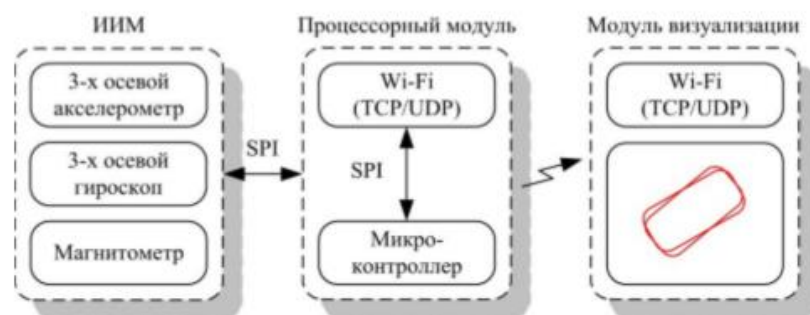 ИИМ
3-х осевой
акселерометр
3-х осевой
гироскоп
Магнитометр
SPI
Процессорный модуль
Wi-Fi
(TCP/UDP)
SPI
Микро-
контроллер
Модуль визуализации
Wi-Fi
(TCP/UDP)